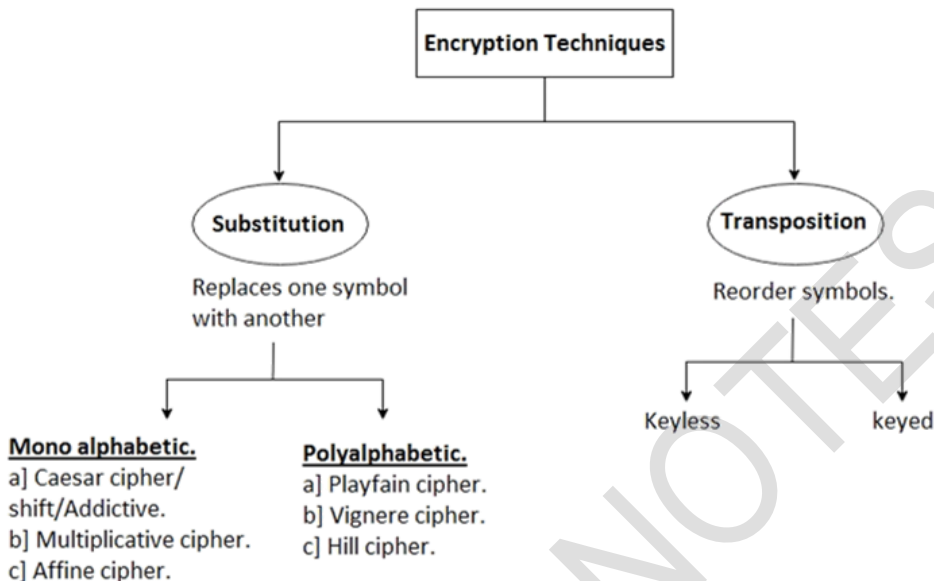 Encryption Techniques
Substitution
Replaces one symbol
with another
Mono alphabetic.
a] Caesar cipher/
shift/Addictive.
b] Multiplicative cipher.
c] Affine cipher.
Polyalphabetic.
a] Playfain cipher.
b] Vignere cipher.
c] Hill cipher.
Transposition
Reorder symbols.
Keyless
keyed
NOTES